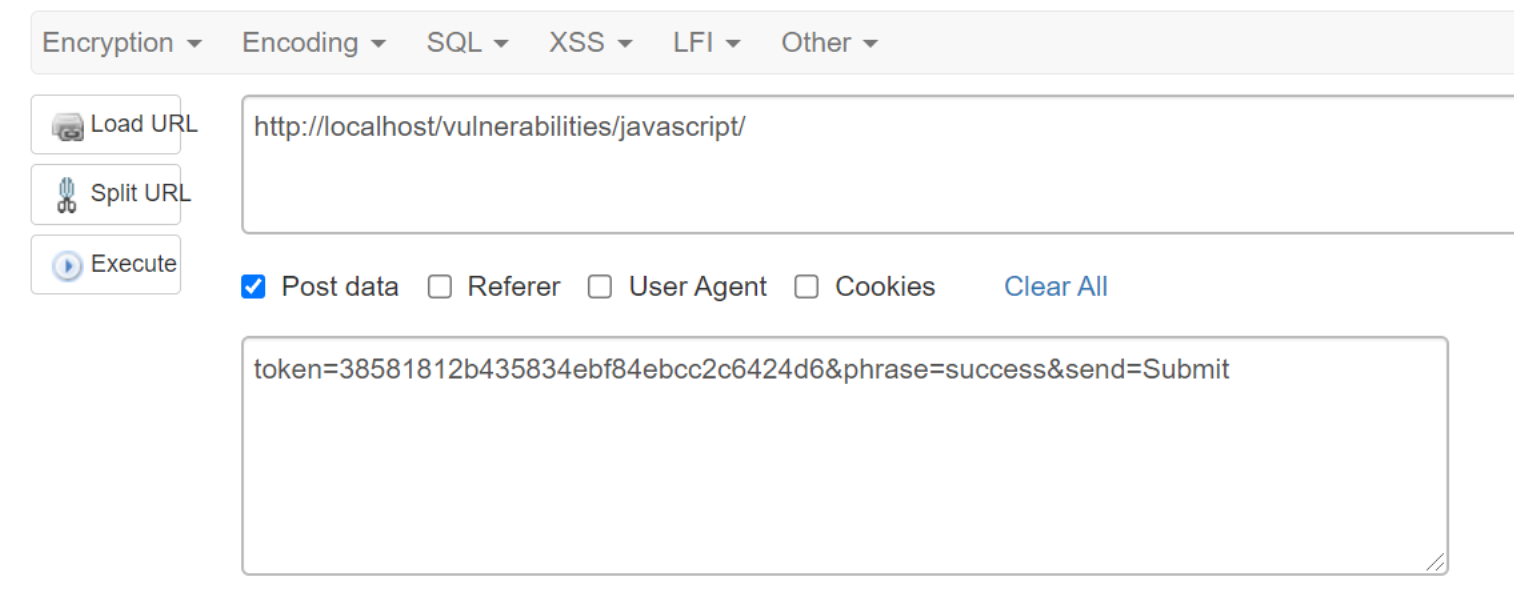 Encryption Encoding SQL XSS LFI Other
Load URL
http://localhost/vulnerabilities/javascript/
Split URL
Execute
Post data Referer User Agent Cookies Clear All
token=38581812b435834ebf84ebcc2c6424d6&phrase=success&send=Submit